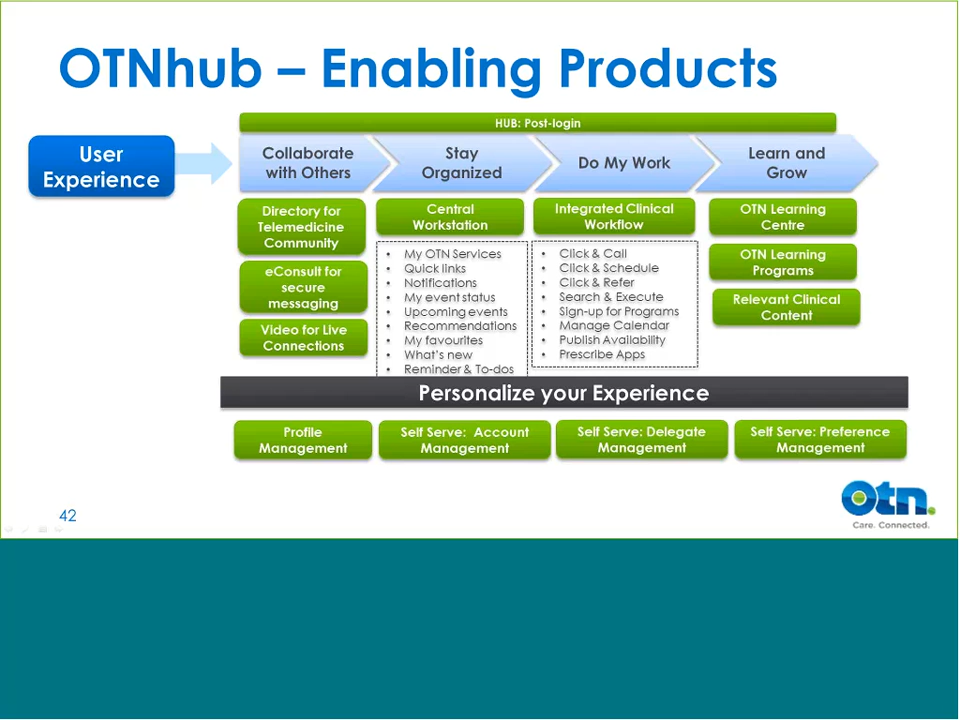 OTNhub – Enabling Products
HUB: Post-login
User
Experience
Collaborate
with Others
Stay
Organized
Do My Work
Learn and
Grow
Directory for
Telemedicine
Community
eConsult for
secure
messaging
Video for Live
Connections
Central
Workstation
• My OTN Services
• Quick links
• Notifications
• My event status
• Upcoming events
• Recommendations
• My favourites
• What's new
• Reminder & To-dos
Integrated Clinical
Workflow
• Click & Call
• Click & Schedule
• Click & Refer
• Search & Execute
• Sign-up for Programs
• Manage Calendar
• Publish Availability
• Prescribe Apps
OTN Learning
Centre
OTN Learning
Programs
Relevant Clinical
Content
Personalize your Experience
Profile
Management
Self Serve: Account
Management
Self Serve: Delegate
Management
Self Serve: Preference
Management
42
Otn.
Care. Connected.